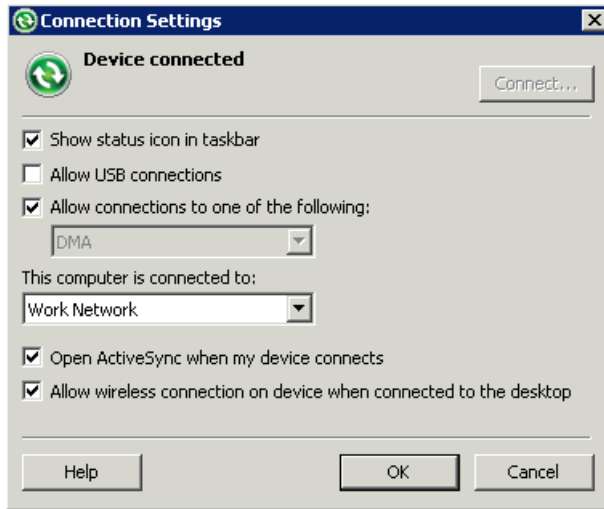 Connection Settings
Device connected
Connect...
Show status icon in taskbar
Allow USB connections
Allow connections to one of the following:
DMA
This computer is connected to:
Work Network
Open ActiveSync when my device connects
Allow wireless connection on device when connected to the desktop
Help OK Cancel